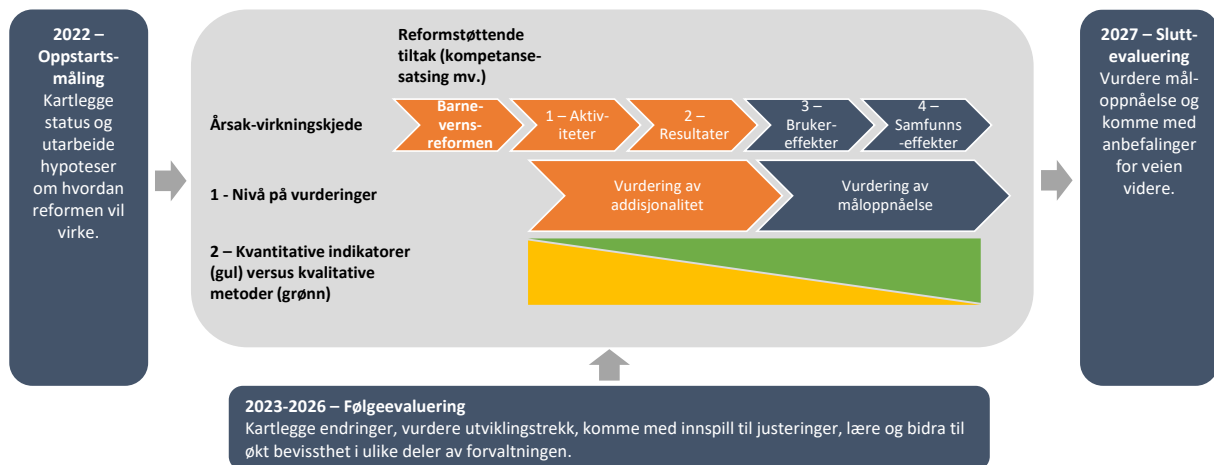 2022 –
Oppstarts-
måling
Kartlegge
status og
utarbeide
hypoteser
om hvordan
reformen vil
virke.
Reformstøttende
tiltak (kompetanse-
satsing mv.)
Årsak-virkningskjede
Barne-
verns-
reformen
1 – Aktiv-
iteter
2 –
Resultater
3 –
Bruker-
effekter
4 –
Samfunns
-effekter
1 - Nivå på vurderinger
Vurdering av
addisjonalitet
Vurdering av
måloppnåelse
2 – Kvantitative indikatorer
(gul) versus kvalitative
metoder (grønn)
2027 – Slutt-
evaluering
Vurdere mål-
oppnåelse og
komme med
anbefalinger
for veien
videre.
2023-2026 – Følgeevaluering
Kartlegge endringer, vurdere utviklingstrekk, komme med innspill til justeringer, lære og bidra til
økt bevissthet i ulike deler av forvaltningen.